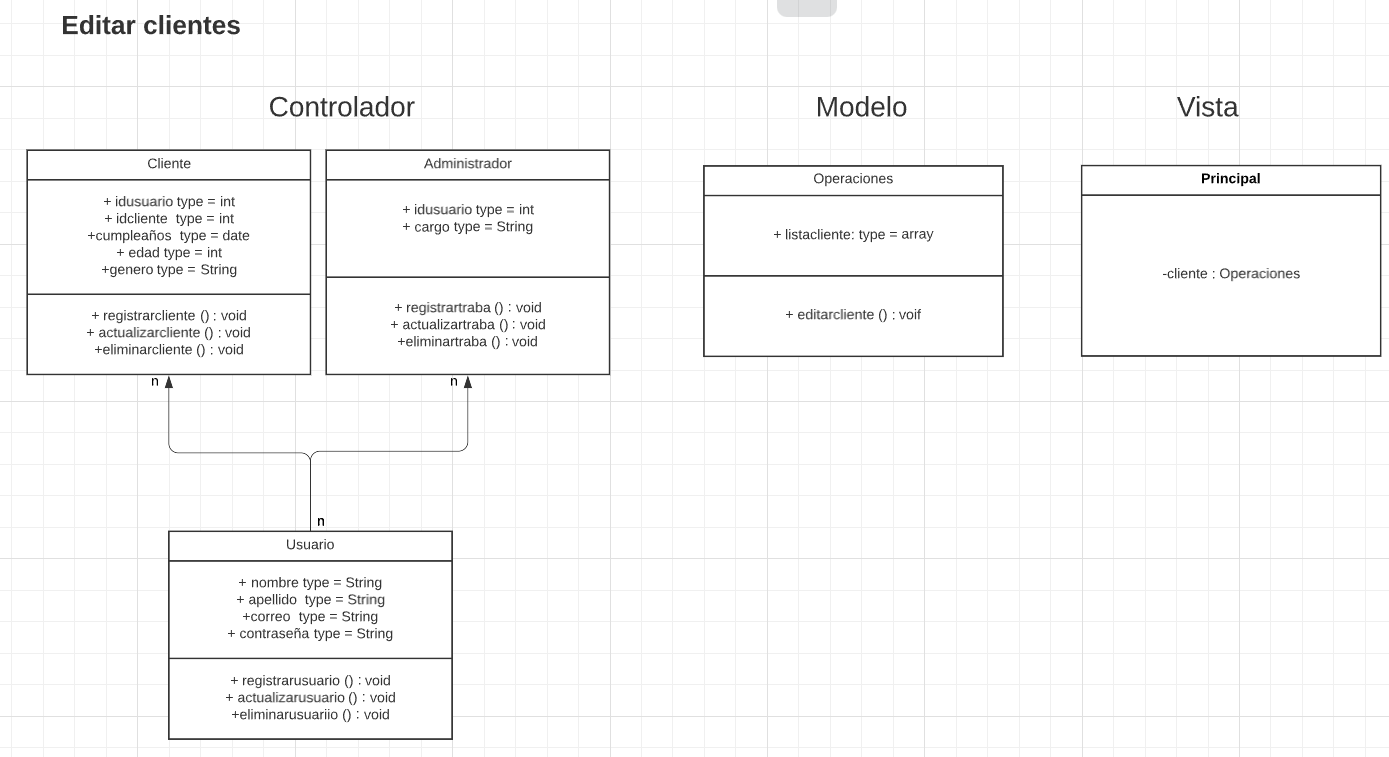 Editar clientes
Controlador
Modelo
Vista
Cliente
+ idusuario type = int
+ idcliente  type = int
+cumpleaños  type = date
+ edad type = int
+genero type = String
+ registrarcliente () : void
+ actualizarcliente () : void
+eliminarcliente () : void
n
Administrador
+ idusuario type = int
+ cargo type = String
+ registrartraba () : void
+ actualizartraba () : void
+eliminartraba () : void
n
Operaciones
+ listacliente: type = array
+ editarcliente () : voif
Principal
-cliente : Operaciones
n
Usuario
+ nombre type = String
+ apellido  type = String
+correo  type = String
+ contraseña type = String
+ registrarusuario () : void
+ actualizarusuario () : void
+eliminarusuariio () : void